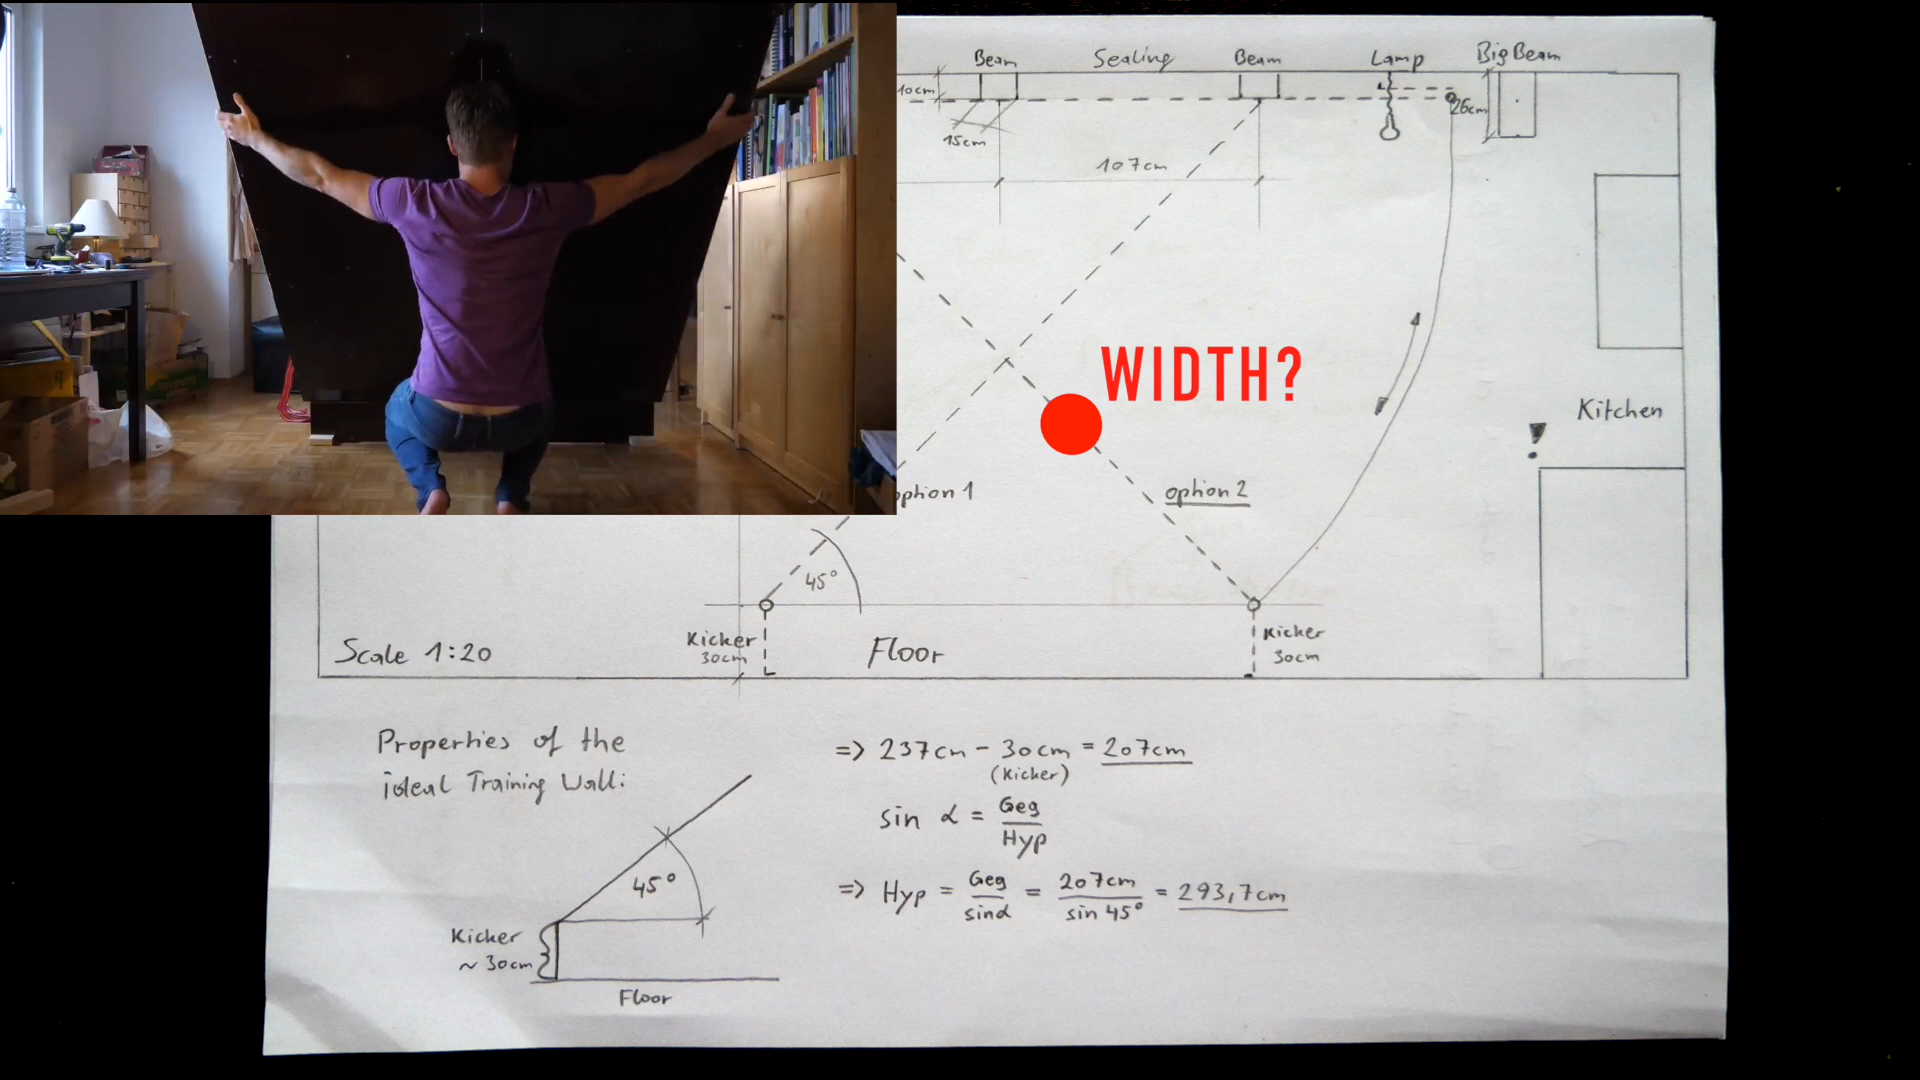 Beam
Sealing
Beam
Lamp
Big Beam
10cm
26cm
15cm
107cm
WIDTH?
Kitchen
!
option 1
option 2
45°
Kicker
30cm
Kicker
30cm
Scale 1:20
Floor
Properties of the
ideal Training Wall:
45°
Kicker
~ 30cm
Floor
=> 237cm - 30cm = 207cm
(Kicker)
sin α = Geg / Hyp
=> Hyp = Geg / sinα = 207cm / sin 45° = 293,7cm